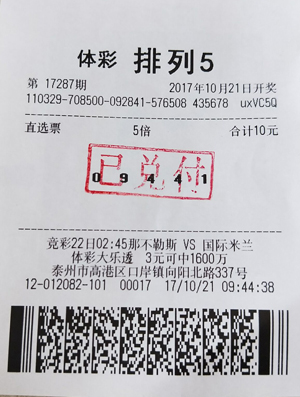 体彩 排列5
第 17287期 2017年10月21日开奖
110329-708500-092841-576508 435678 uxVC5Q
直选票 5倍 合计10元
已兑付
09441
竞彩22日02:45那不勒斯 VS 国际米兰
体彩大乐透 3元可中1600万
泰州市高港区口岸镇向阳北路337号
12-012082-101 00017 17/10/21 09:44:38